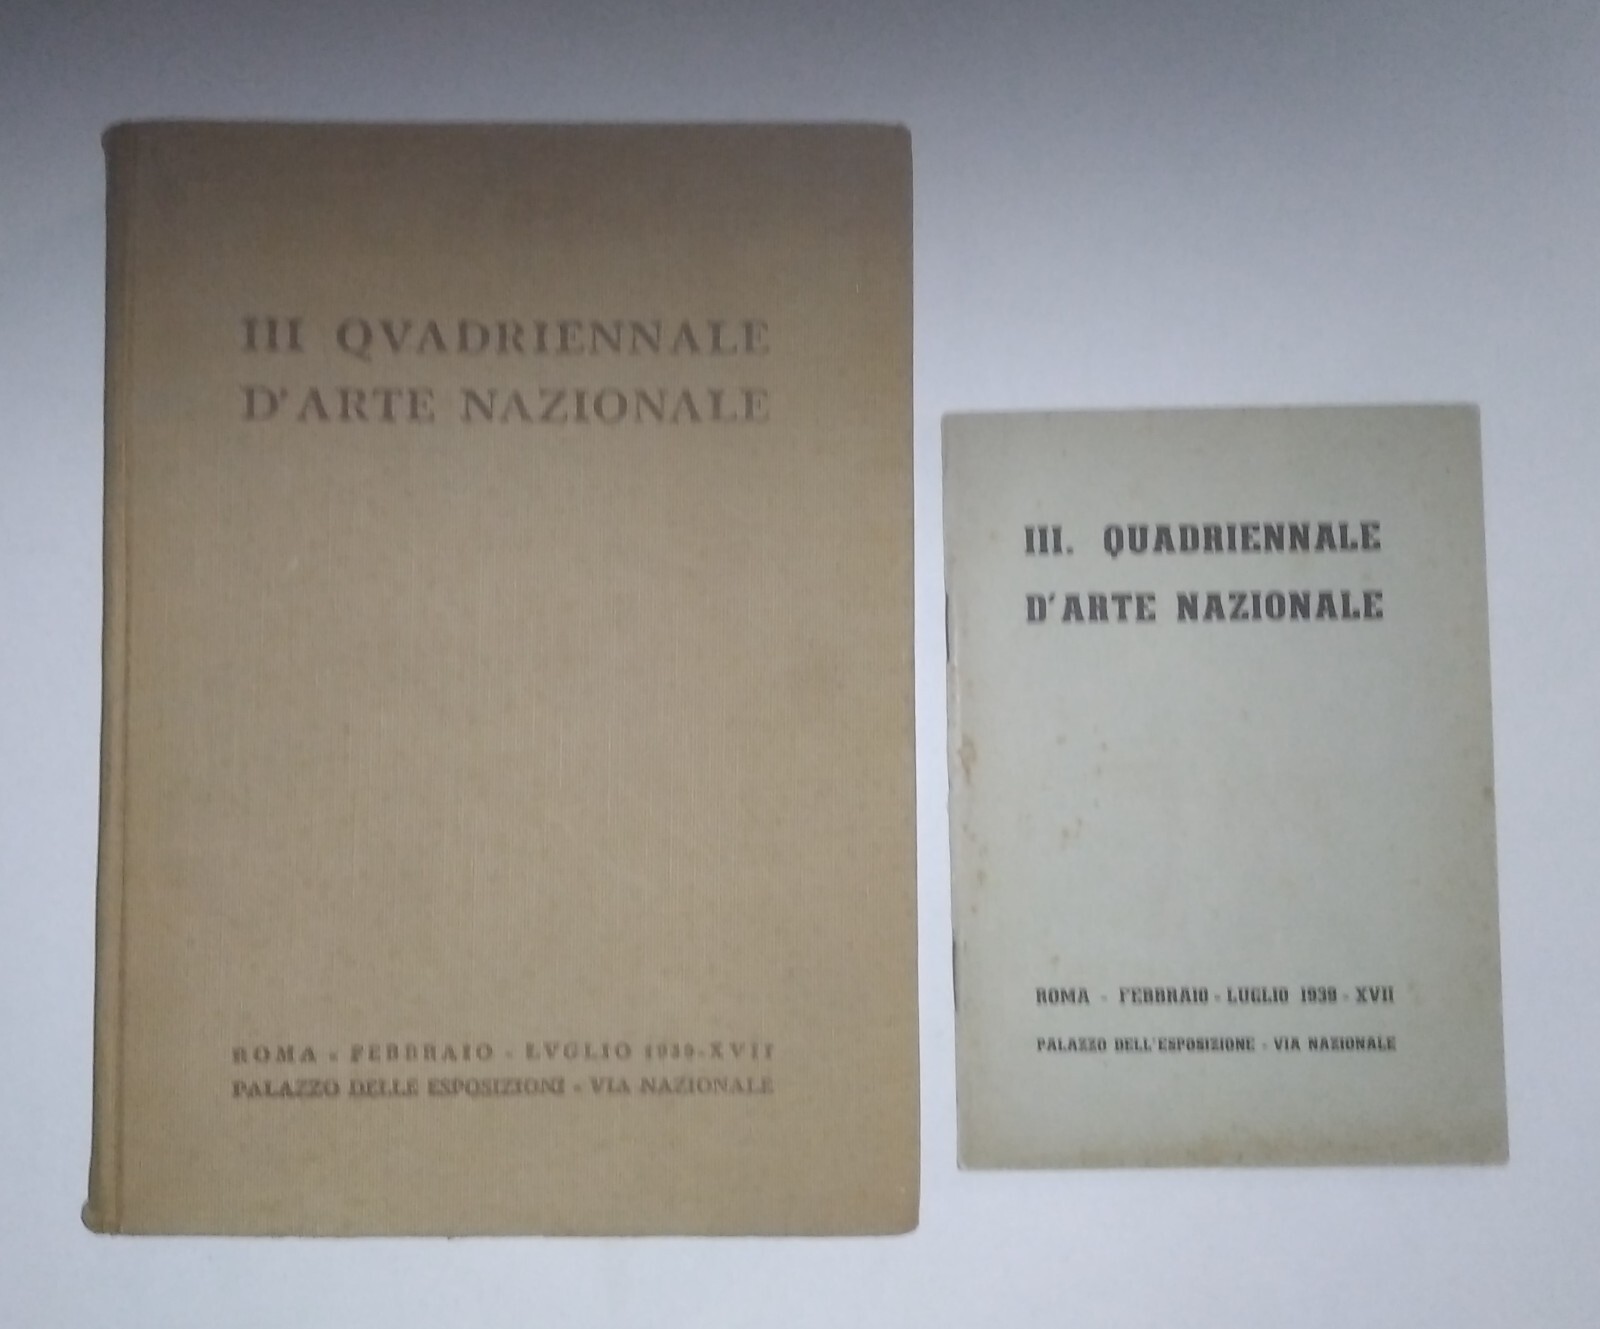 III QVADRIENNALE
D'ARTE NAZIONALE
ROMA - FEBBRAIO - LVGLIO 1939-XVII
PALAZZO DELLE ESPOSIZIONI - VIA NAZIONALE
III. QUADRIENNALE
D'ARTE NAZIONALE
ROMA - FEBBRAIO - LUGLIO 1939 - XVII
PALAZZO DELL'ESPOSIZIONE - VIA NAZIONALE